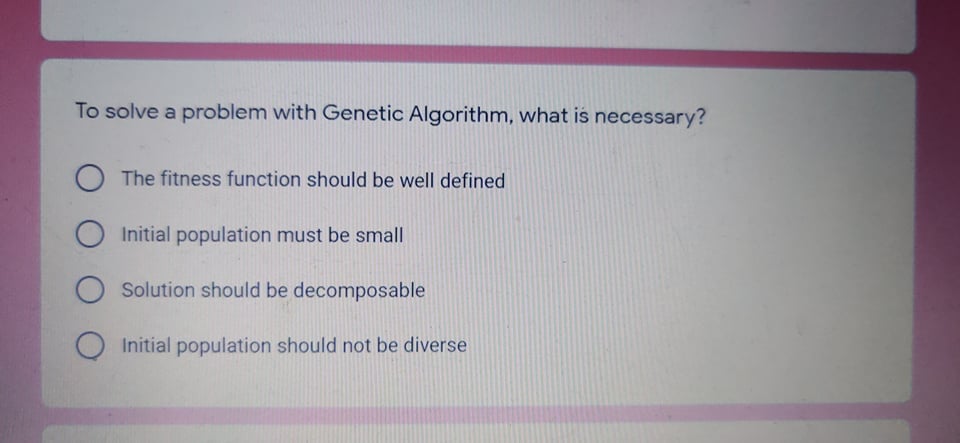 To solve a problem with Genetic Algorithm, what is necessary?
The fitness function should be well defined
Initial population must be small
Solution should be decomposable
Initial population should not be diverse